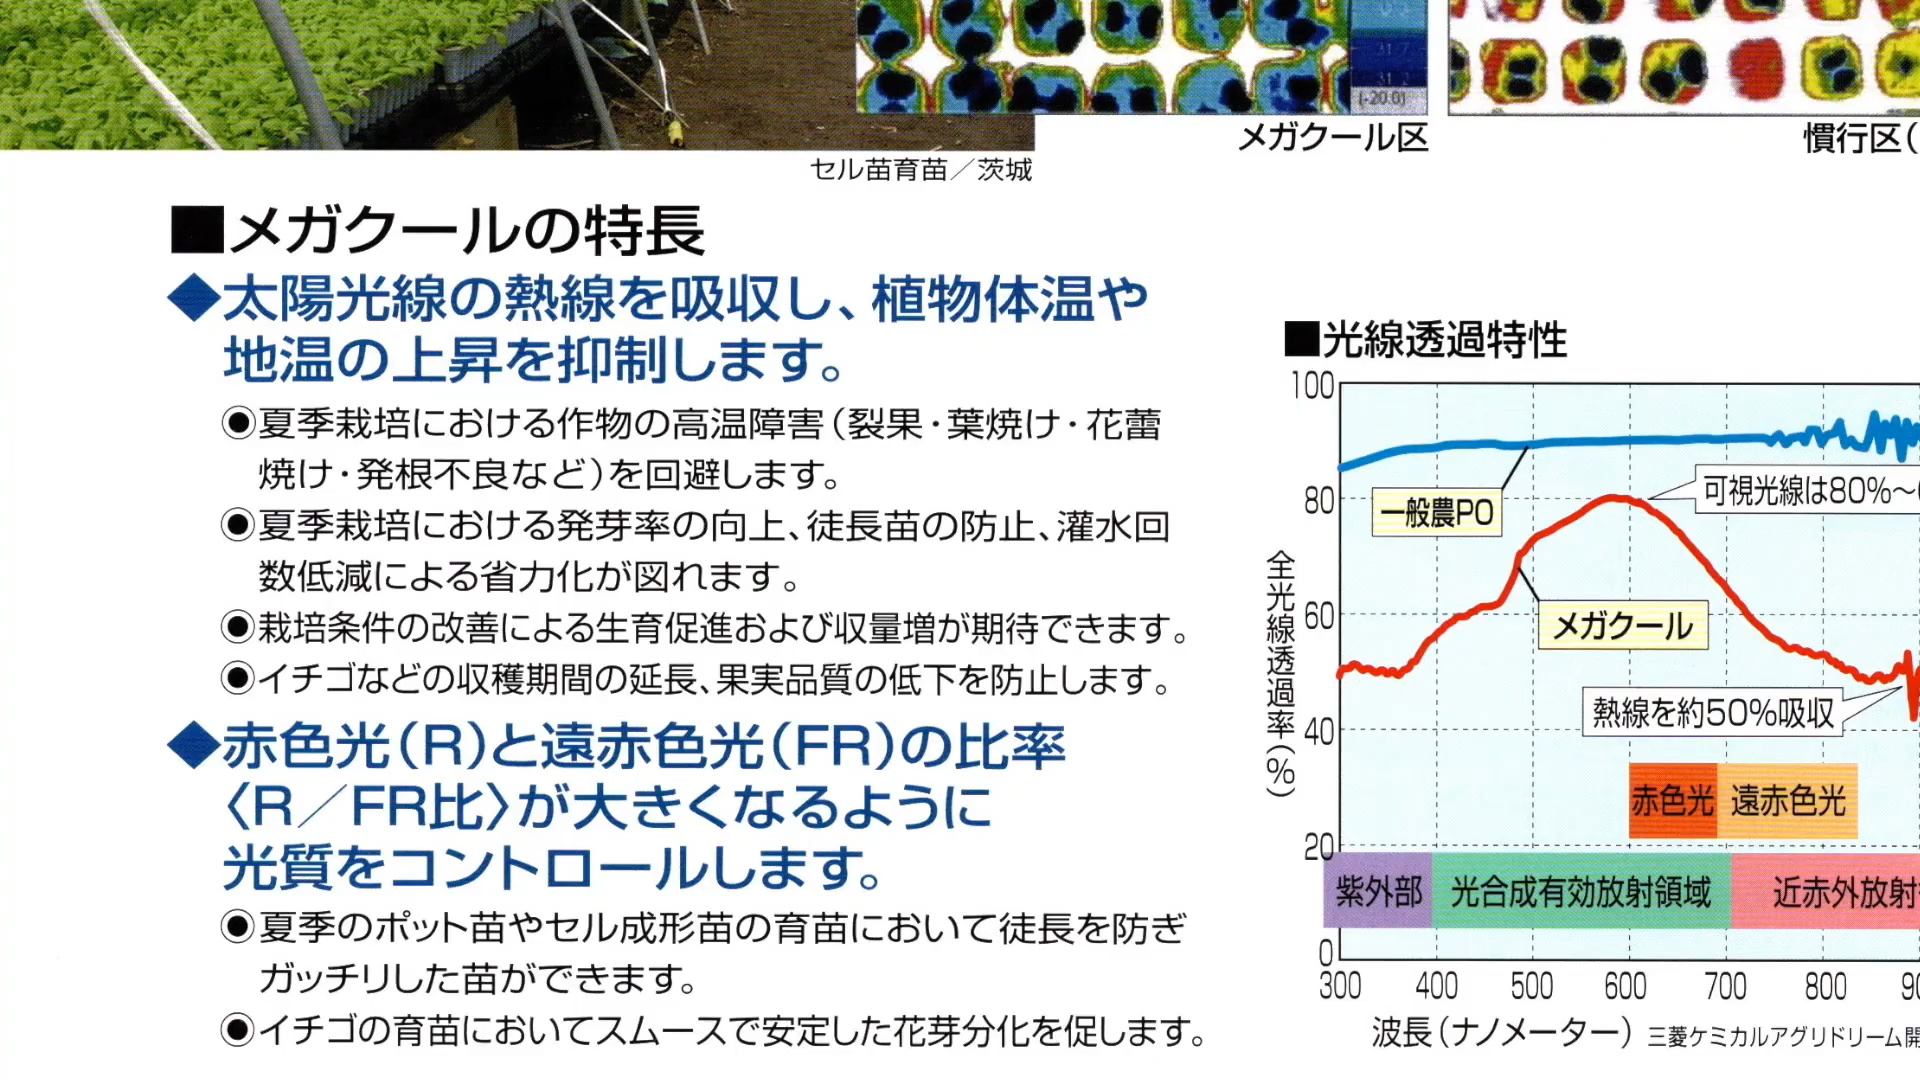 31.7
31.2
[-20.0]
メガクール区
慣行区(
セル苗育苗／茨城
■メガクールの特長
◆太陽光線の熱線を吸収し、植物体温や
地温の上昇を抑制します。
◉夏季栽培における作物の高温障害（裂果・葉焼け・花蕾
焼け・発根不良など）を回避します。
◉夏季栽培における発芽率の向上、徒長苗の防止、灌水回
数低減による省力化が図れます。
◉栽培条件の改善による生育促進および収量増が期待できます。
◉イチゴなどの収穫期間の延長、果実品質の低下を防止します。
◆赤色光（R）と遠赤色光（FR）の比率
〈R／FR比〉が大きくなるように
光質をコントロールします。
◉夏季のポット苗やセル成形苗の育苗において徒長を防ぎ
ガッチリした苗ができます。
◉イチゴの育苗においてスムースで安定した花芽分化を促します。
■光線透過特性
100
80
60
40
20
0
全光線透過率（%）
一般農PO
可視光線は80%〜
メガクール
熱線を約50%吸収
赤色光
遠赤色光
紫外部
光合成有効放射領域
近赤外放射
300 400 500 600 700 800
波長（ナノメーター）
三菱ケミカルアグリドリーム開